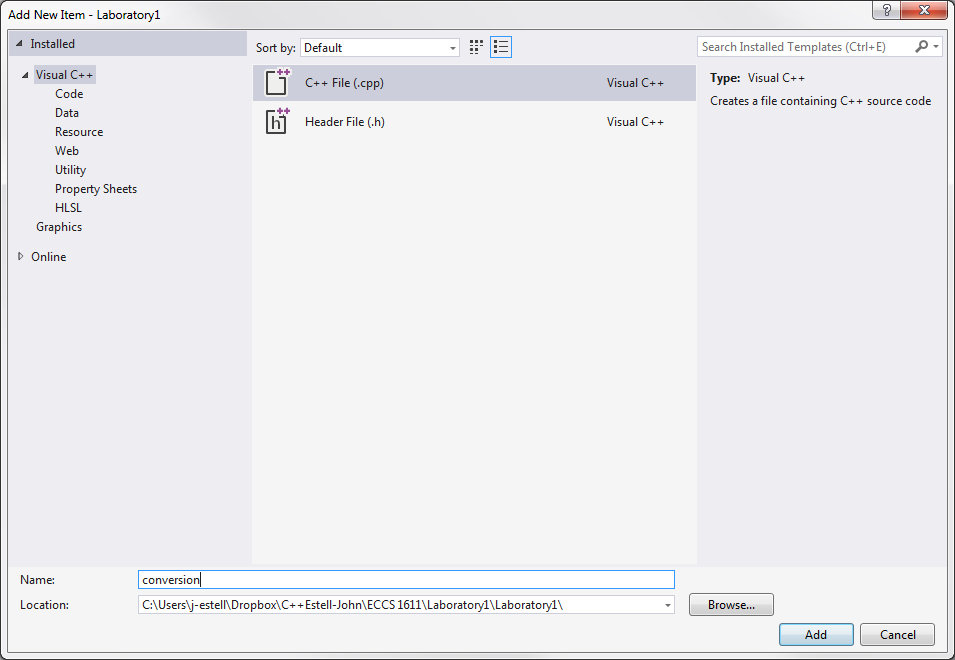 Add New Item - Laboratory1
Installed
Visual C++
Code
Data
Resource
Web
Utility
Property Sheets
HLSL
Graphics
Online
Sort by: Default
C++ File (.cpp) Visual C++
Header File (.h) Visual C++
Search Installed Templates (Ctrl+E)
Type: Visual C++
Creates a file containing C++ source code
Name: conversion
Location: C:\Users\j-estell\Dropbox\C++Estell-John\ECCS1611\Laboratory1\Laboratory1\
Browse...
Add Cancel